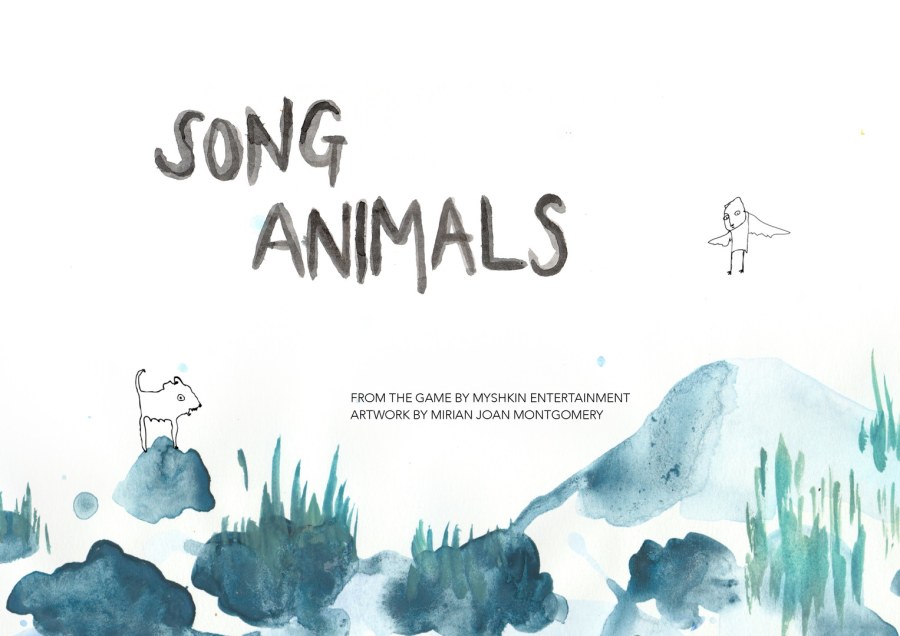 SONG
ANIMALS
FROM THE GAME BY MYSHKIN ENTERTAINMENT
ARTWORK BY MIRIAN JOAN MONTGOMERY